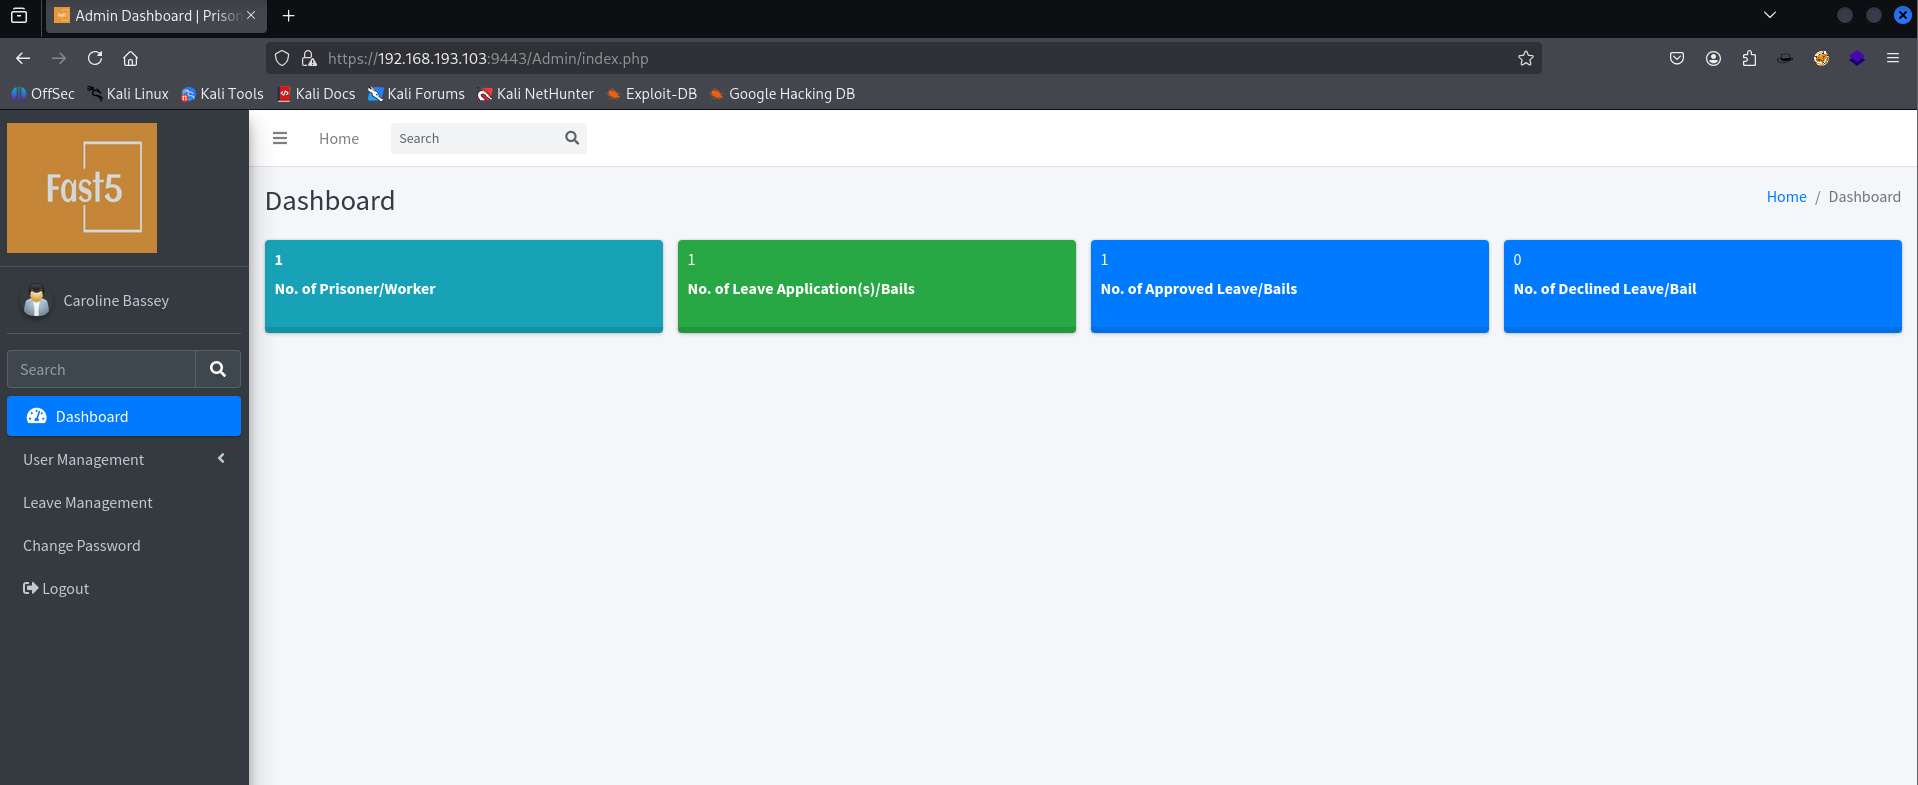 Admin Dashboard | Prison
https://192.168.193.103:9443/Admin/index.php
OffSec Kali Linux Kali Tools Kali Docs Kali Forums Kali NetHunter Exploit-DB Google Hacking DB
Fast5
Caroline Bassey
Search
Dashboard
User Management
Leave Management
Change Password
Logout
Home Search
Dashboard
Home / Dashboard
1
No. of Prisoner/Worker
1
No. of Leave Application(s)/Bails
1
No. of Approved Leave/Bails
0
No. of Declined Leave/Bail